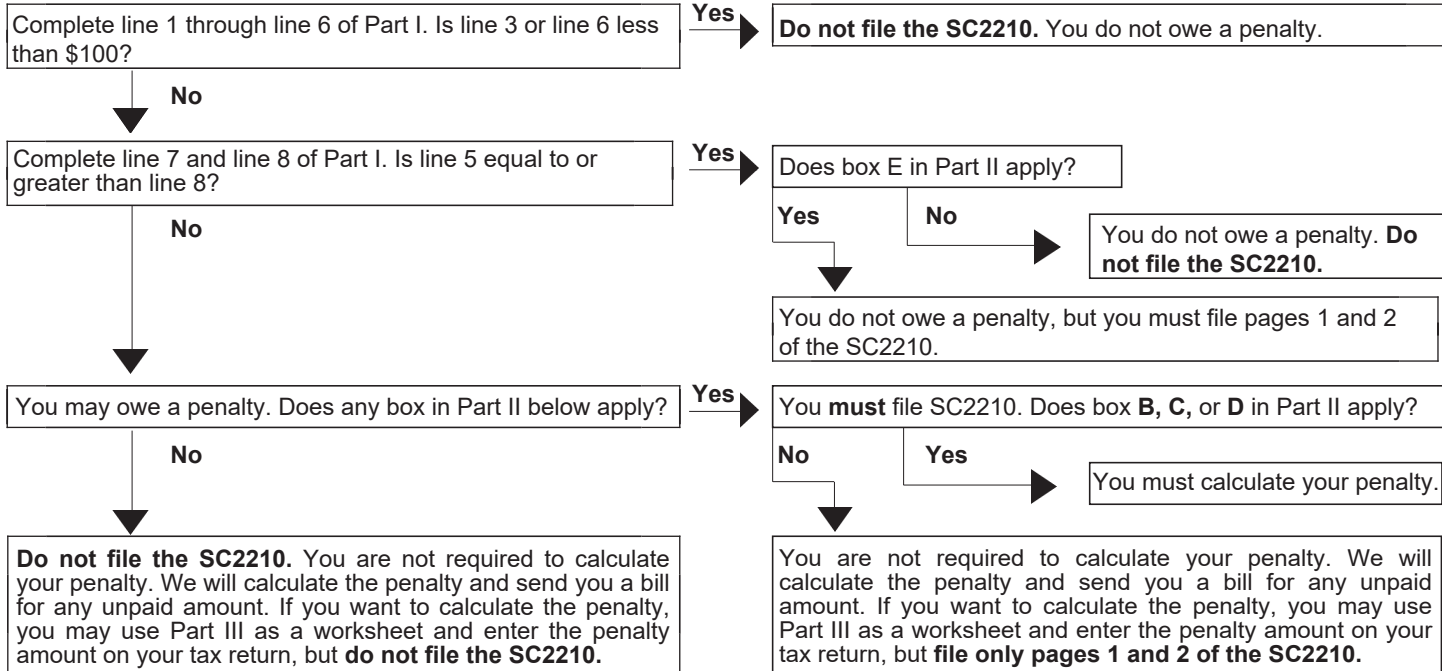 Complete line 1 through line 6 of Part I. Is line 3 or line 6 less
than $100?
Yes
Do not file the SC2210. You do not owe a penalty.
No
Complete line 7 and line 8 of Part I. Is line 5 equal to or
greater than line 8?
Yes
Does box E in Part II apply?
No
Yes
No
You do not owe a penalty. Do
not file the SC2210.
You do not owe a penalty, but you must file pages 1 and 2
of the SC2210.
You may owe a penalty. Does any box in Part II below apply?
Yes
You must file SC2210. Does box B, C, or D in Part II apply?
No
No
Yes
You must calculate your penalty.
Do not file the SC2210. You are not required to calculate
your penalty. We will calculate the penalty and send you a bill
for any unpaid amount. If you want to calculate the penalty,
you may use Part III as a worksheet and enter the penalty
amount on your tax return, but do not file the SC2210.
You are not required to calculate your penalty. We will
calculate the penalty and send you a bill for any unpaid
amount. If you want to calculate the penalty, you may use
Part III as a worksheet and enter the penalty amount on your
tax return, but file only pages 1 and 2 of the SC2210.